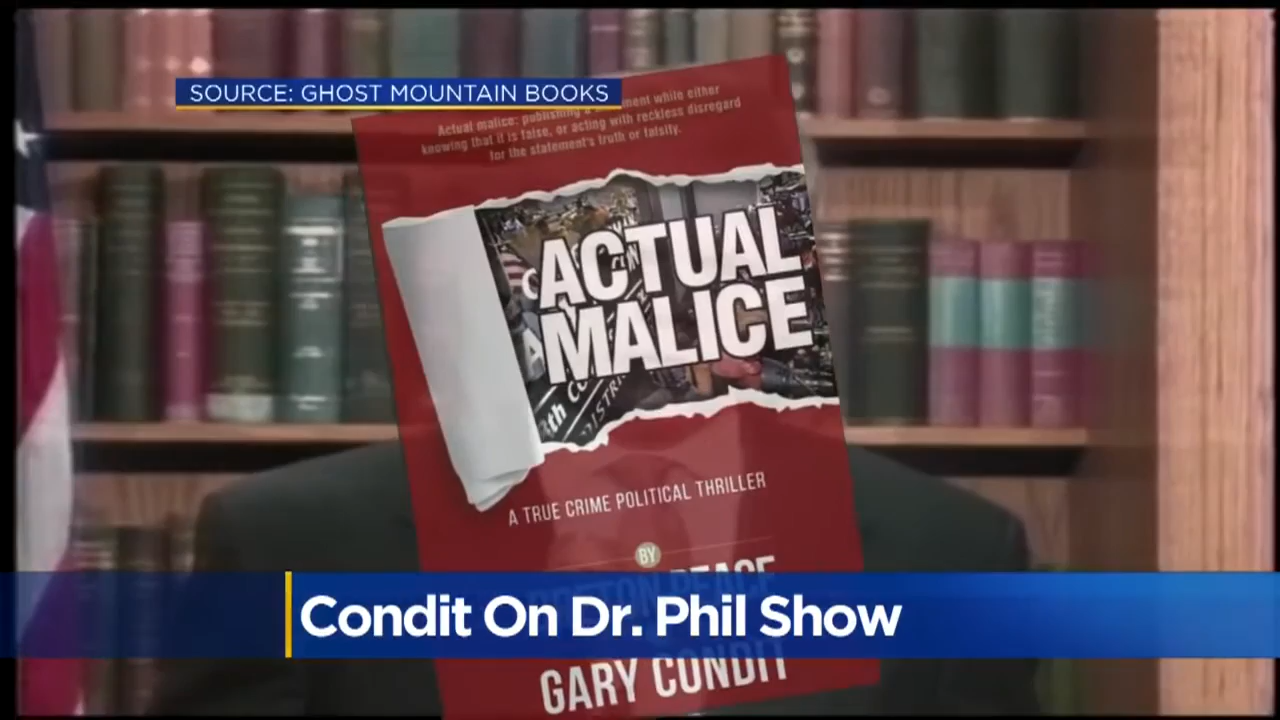 SOURCE: GHOST MOUNTAIN BOOKS
Actual malice: publishing a statement while either
knowing that it is false, or acting with reckless disregard
for the statement's truth or falsity.
ACTUAL
MALICE
A TRUE CRIME POLITICAL THRILLER
BY
PEACE
Condit On Dr. Phil Show
GARY CONDIT